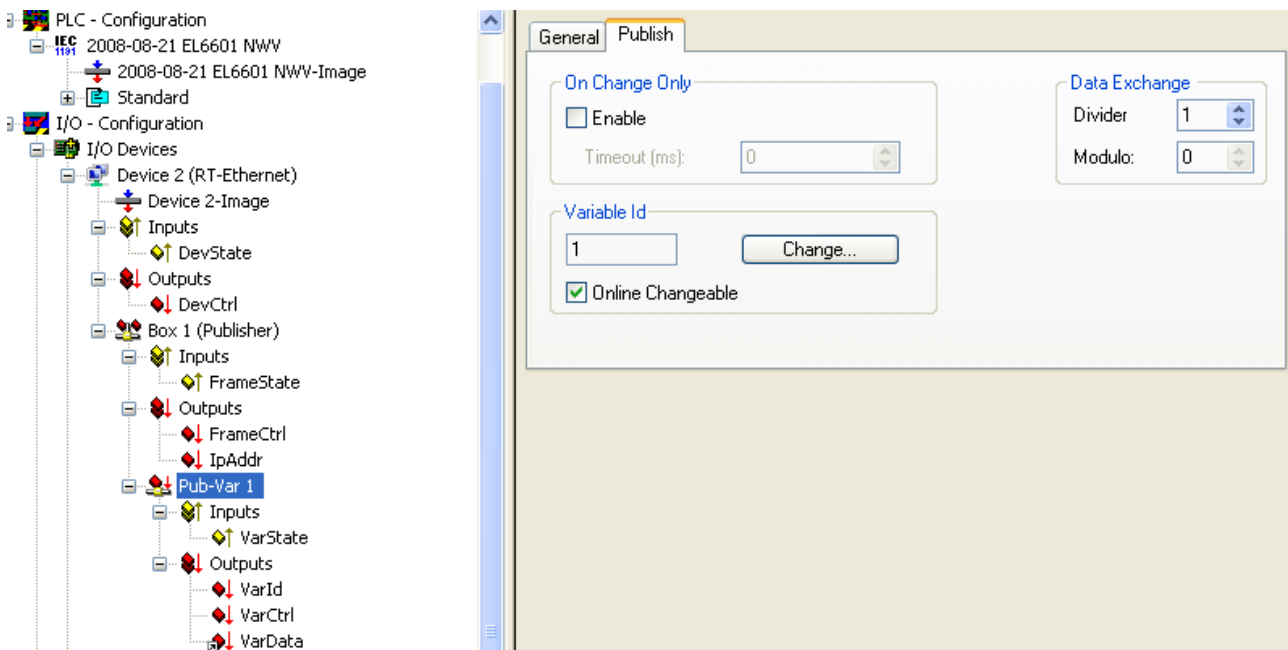 PLC - Configuration
IEC 1131 2008-08-21 EL6601 NWV
2008-08-21 EL6601 NWV-Image
Standard
I/O - Configuration
I/O Devices
Device 2 (RT-Ethernet)
Device 2-Image
Inputs
DevState
Outputs
DevCtrl
Box 1 (Publisher)
Inputs
FrameState
Outputs
FrameCtrl
IpAddr
Pub-Var 1
Inputs
VarState
Outputs
VarId
VarCtrl
VarData
General Publish
On Change Only
Enable
Timeout (ms): 0
Variable Id
1 Change...
Online Changeable
Data Exchange
Divider 1
Modulo: 0